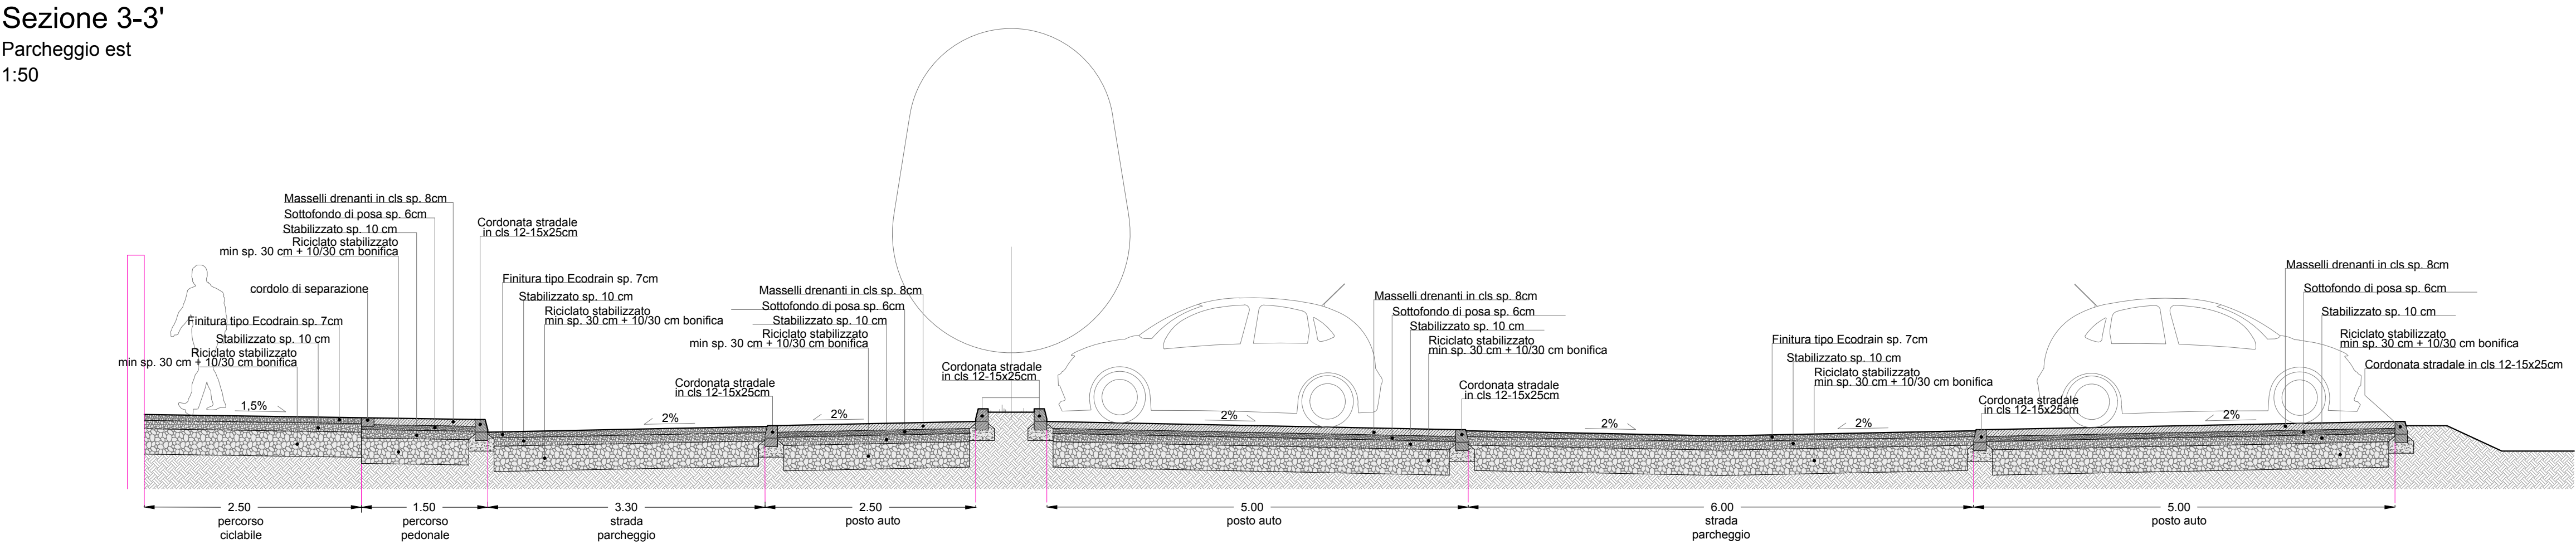 Sezione 3-3'
Parcheggio est
1:50
Masselli drenanti in cls sp. 8cm
Sottofondo di posa sp. 6cm
Stabilizzato sp. 10 cm
Riciclato stabilizzato
min sp. 30 cm + 10/30 cm bonifica
cordolo di separazione
Finitura tipo Ecodrain sp. 7cm
Stabilizzato sp. 10 cm
Riciclato stabilizzato
min sp. 30 cm + 10/30 cm bonifica
1,5%
Cordonata stradale
in cls 12-15x25cm
Finitura tipo Ecodrain sp. 7cm
Stabilizzato sp. 10 cm
Riciclato stabilizzato
min sp. 30 cm + 10/30 cm bonifica
2%
Cordonata stradale
in cls 12-15x25cm
Masselli drenanti in cls sp. 8cm
Sottofondo di posa sp. 6cm
Stabilizzato sp. 10 cm
Riciclato stabilizzato
min sp. 30 cm + 10/30 cm bonifica
2%
Cordonata stradale
in cls 12-15x25cm
2%
Masselli drenanti in cls sp. 8cm
Sottofondo di posa sp. 6cm
Stabilizzato sp. 10 cm
Riciclato stabilizzato
min sp. 30 cm + 10/30 cm bonifica
Cordonata stradale
in cls 12-15x25cm
2%
Finitura tipo Ecodrain sp. 7cm
Stabilizzato sp. 10 cm
Riciclato stabilizzato
min sp. 30 cm + 10/30 cm bonifica
2%
Cordonata stradale
in cls 12-15x25cm
2%
Masselli drenanti in cls sp. 8cm
Sottofondo di posa sp. 6cm
Stabilizzato sp. 10 cm
Riciclato stabilizzato
min sp. 30 cm + 10/30 cm bonifica
Cordonata stradale in cls 12-15x25cm
2.50
percorso
ciclabile
1.50
percorso
pedonale
3.30
strada
parcheggio
2.50
posto auto
5.00
posto auto
6.00
strada
parcheggio
5.00
posto auto